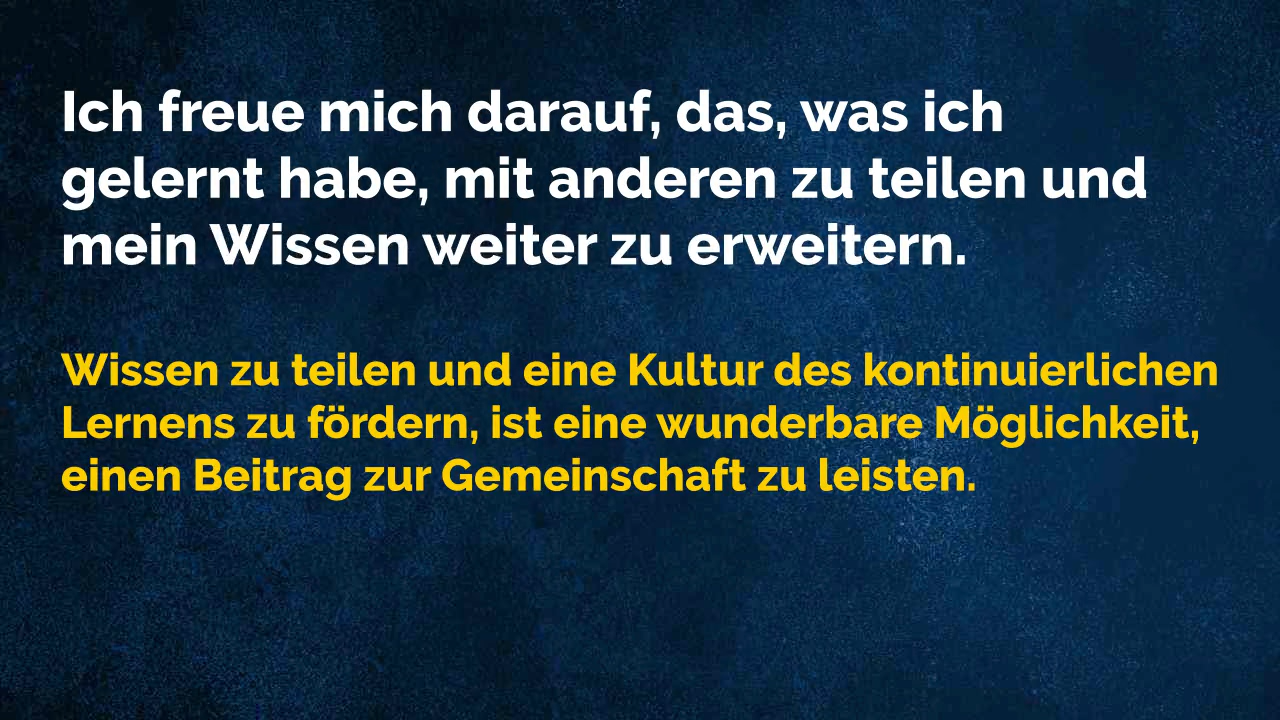 Ich freue mich darauf, das, was ich
gelernt habe, mit anderen zu teilen und
mein Wissen weiter zu erweitern.
Wissen zu teilen und eine Kultur des kontinuierlichen
Lernens zu fördern, ist eine wunderbare Möglichkeit,
einen Beitrag zur Gemeinschaft zu leisten.